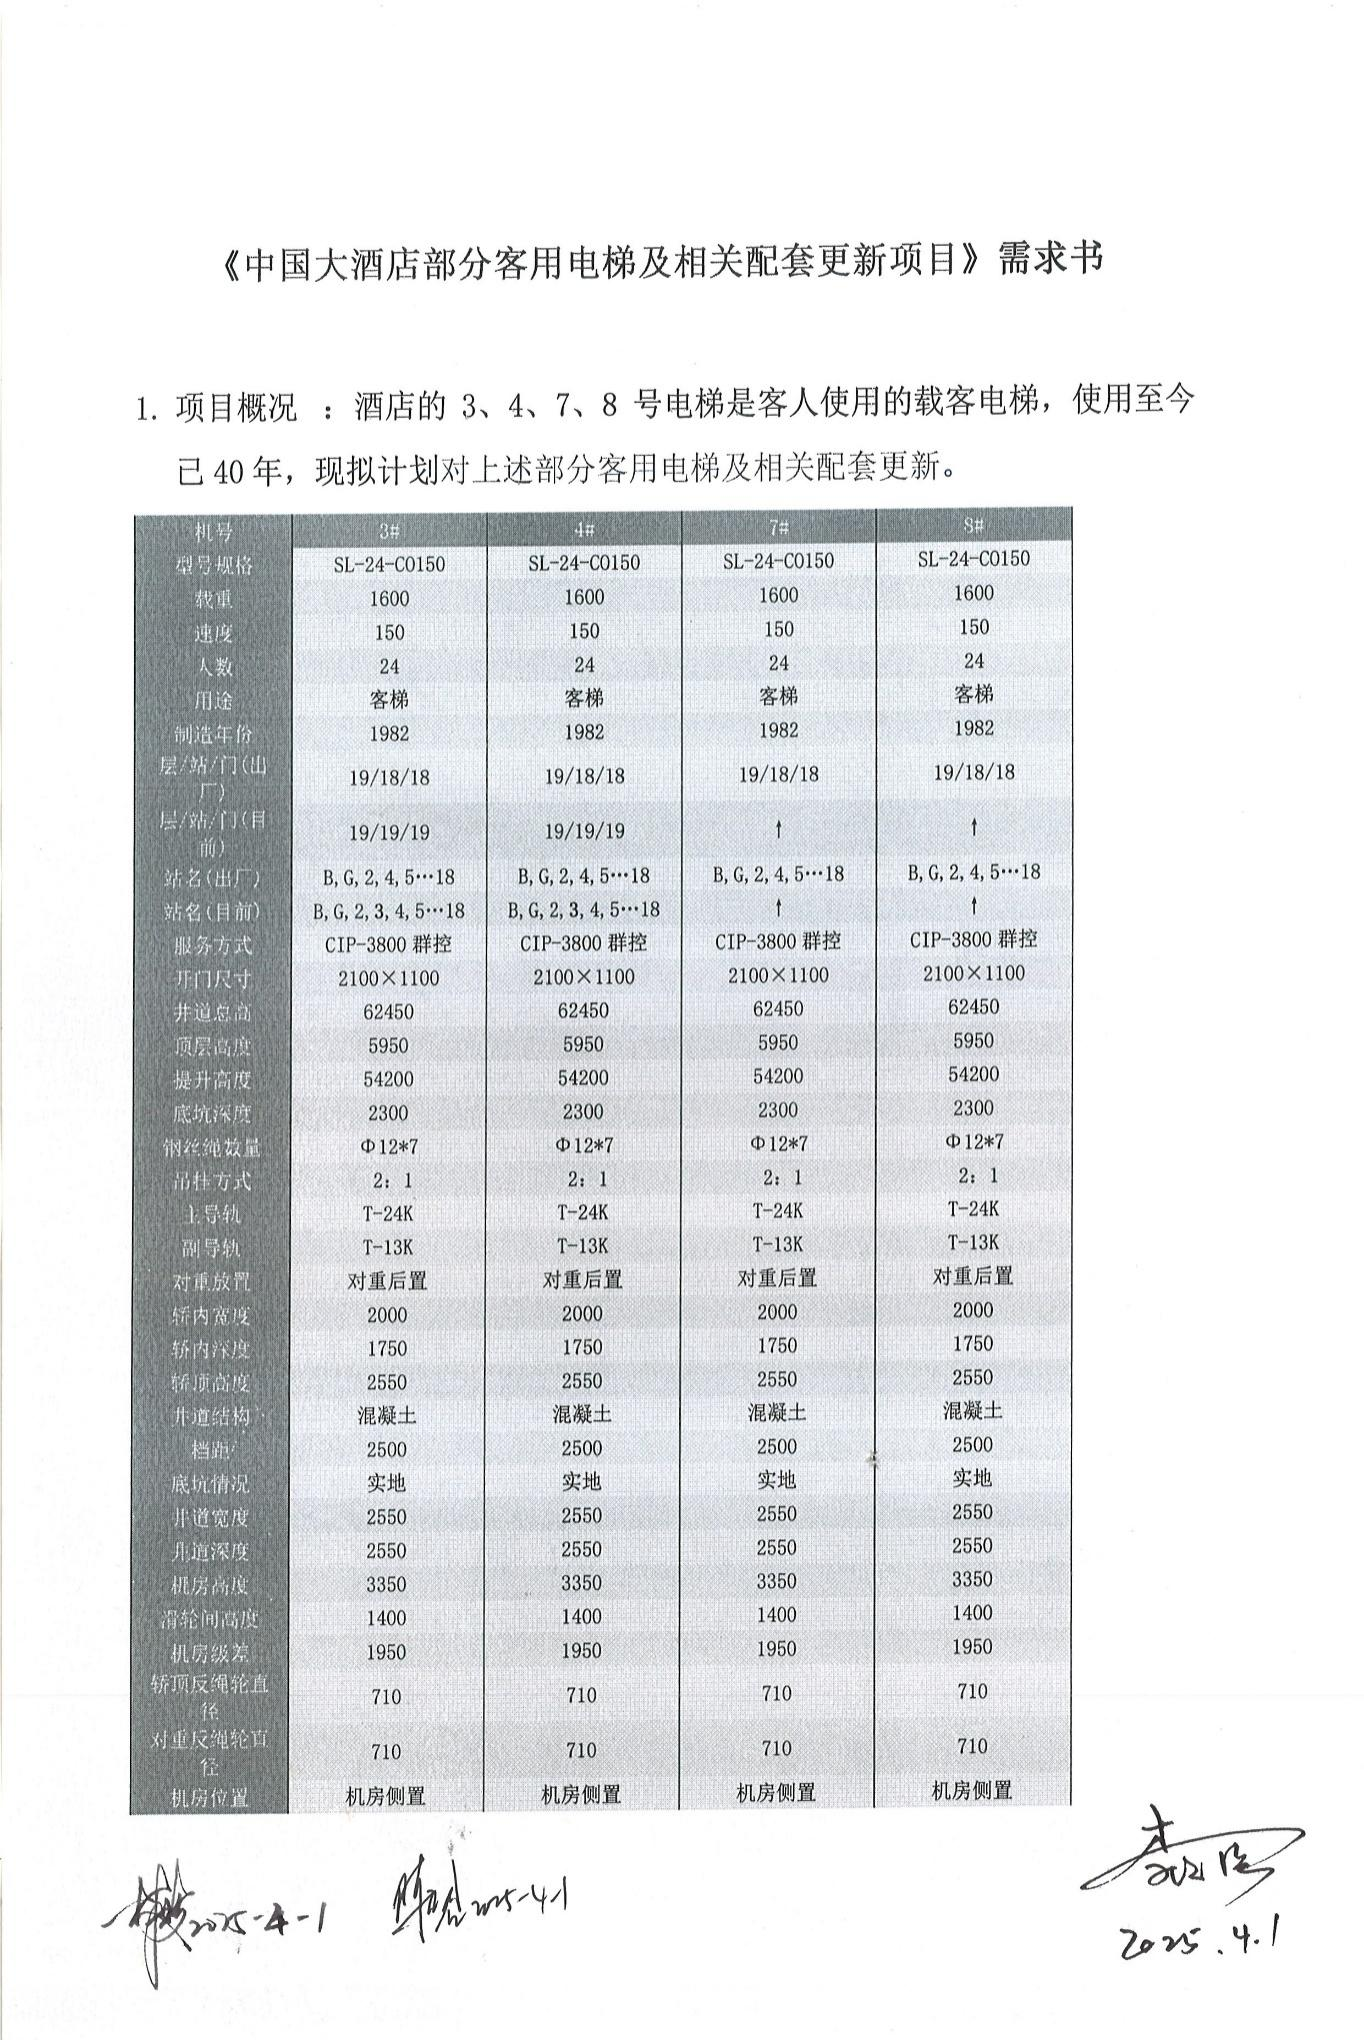 《中国大酒店部分客用电梯及相关配套更新项目》需求书
1. 项目概况 ：酒店的 3、4、7、8 号电梯是客人使用的载客电梯，使用至今
已 40 年，现拟计划对上述部分客用电梯及相关配套更新。
机号 3# 4# 7# 8#
型号规格 SL-24-CO150 SL-24-CO150 SL-24-CO150 SL-24-CO150
载重 1600 1600 1600 1600
速度 150 150 150 150
人数 24 24 24 24
用途 客梯 客梯 客梯 客梯
制造年份 1982 1982 1982 1982
层/站/门(出厂) 19/18/18 19/18/18 19/18/18 19/18/18
层/站/门(目前) 19/19/19 19/19/19 ↑ ↑
站名(出厂) B,G,2,4,5…18 B,G,2,4,5…18 B,G,2,4,5…18 B,G,2,4,5…18
站名(目前) B,G,2,3,4,5…18 B,G,2,3,4,5…18 ↑ ↑
服务方式 CIP-3800 群控 CIP-3800 群控 CIP-3800 群控 CIP-3800 群控
开门尺寸 2100×1100 2100×1100 2100×1100 2100×1100
井道总高 62450 62450 62450 62450
顶层高度 5950 5950 5950 5950
提升高度 54200 54200 54200 54200
底坑深度 2300 2300 2300 2300
钢丝绳数量 Φ12*7 Φ12*7 Φ12*7 Φ12*7
吊挂方式 2：1 2：1 2：1 2：1
主导轨 T-24K T-24K T-24K T-24K
副导轨 T-13K T-13K T-13K T-13K
对重放置 对重后置 对重后置 对重后置 对重后置
轿内宽度 2000 2000 2000 2000
轿内深度 1750 1750 1750 1750
轿顶高度 2550 2550 2550 2550
井道结构 混凝土 混凝土 混凝土 混凝土
档距 2500 2500 2500 2500
底坑情况 实地 实地 实地 实地
井道宽度 2550 2550 2550 2550
井道深度 2550 2550 2550 2550
机房高度 3350 3350 3350 3350
滑轮间高度 1400 1400 1400 1400
机房级差 1950 1950 1950 1950
轿顶反绳轮直径 710 710 710 710
对重反绳轮直径 710 710 710 710
机房位置 机房侧置 机房侧置 机房侧置 机房侧置
2025-4-1 2025-4-1
2025.4.1